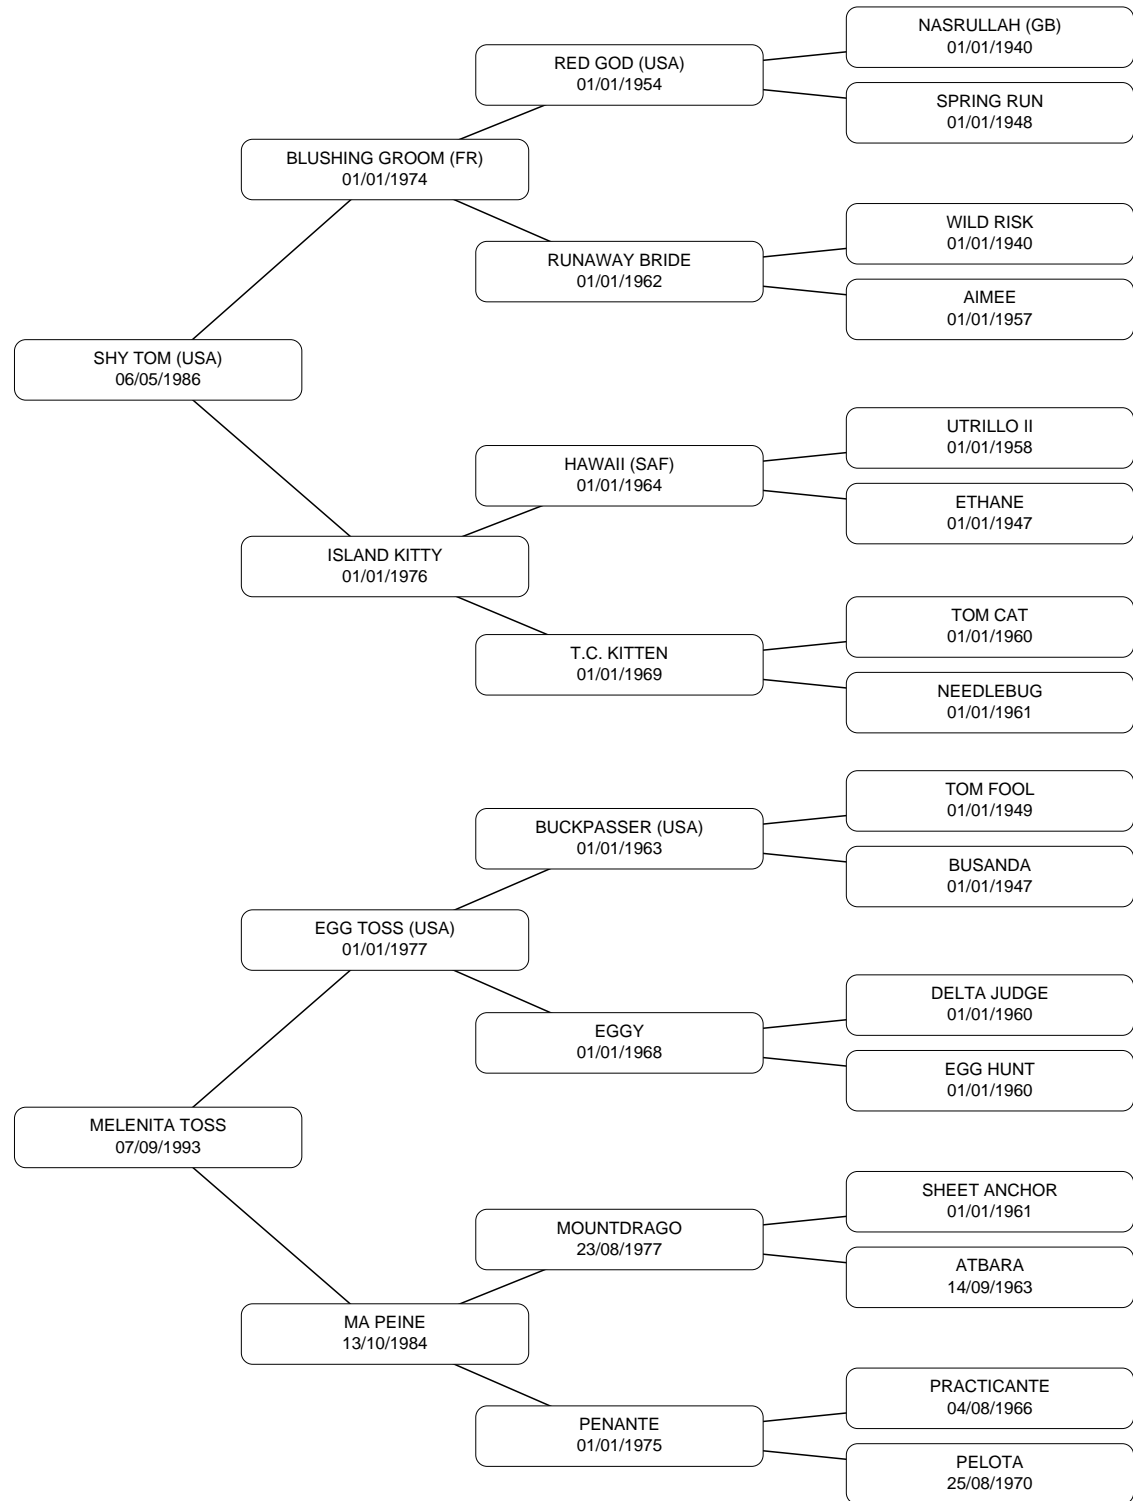 NASRULLAH (GB)
01/01/1940
RED GOD (USA)
01/01/1954
SPRING RUN
01/01/1948
BLUSHING GROOM (FR)
01/01/1974
WILD RISK
01/01/1940
RUNAWAY BRIDE
01/01/1962
AIMEE
01/01/1957
SHY TOM (USA)
06/05/1986
UTRILLO II
01/01/1958
HAWAII (SAF)
01/01/1964
ETHANE
01/01/1947
ISLAND KITTY
01/01/1976
TOM CAT
01/01/1960
T.C. KITTEN
01/01/1969
NEEDLEBUG
01/01/1961
TOM FOOL
01/01/1949
BUCKPASSER (USA)
01/01/1963
BUSANDA
01/01/1947
EGG TOSS (USA)
01/01/1977
DELTA JUDGE
01/01/1960
EGGY
01/01/1968
EGG HUNT
01/01/1960
MELENITA TOSS
07/09/1993
SHEET ANCHOR
01/01/1961
MOUNTDRAGO
23/08/1977
ATBARA
14/09/1963
MA PEINE
13/10/1984
PRACTICANTE
04/08/1966
PENANTE
01/01/1975
PELOTA
25/08/1970